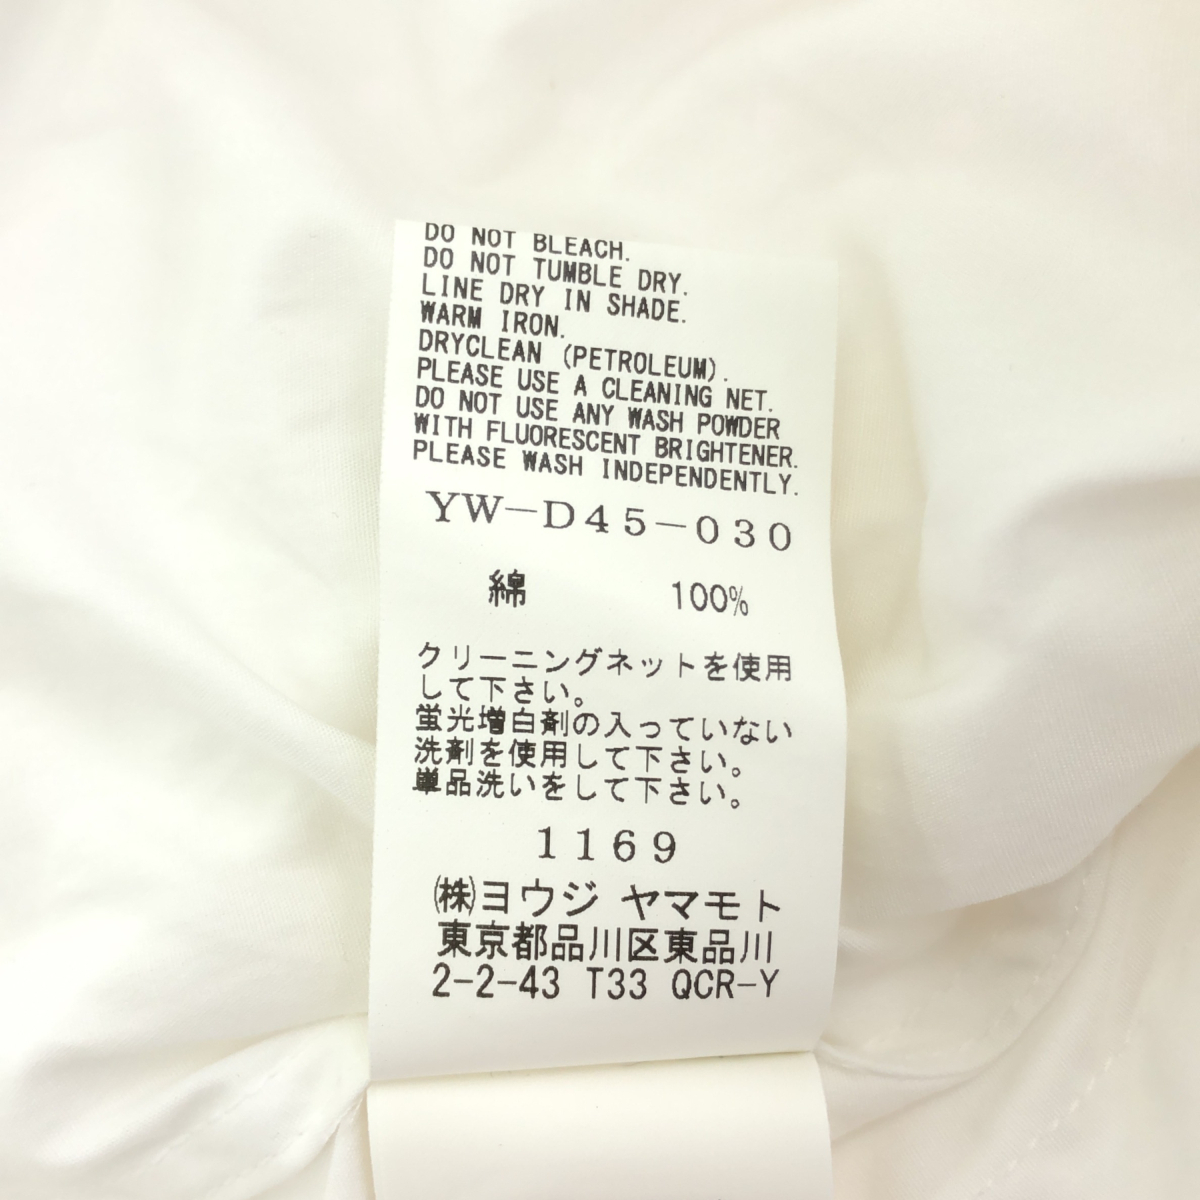 DO NOT BLEACH.
DO NOT TUMBLE DRY.
LINE DRY IN SHADE.
WARM IRON.
DRYCLEAN (PETROLEUM).
PLEASE USE A CLEANING NET.
DO NOT USE ANY WASH POWDER
WITH FLUORESCENT BRIGHTENER.
PLEASE WASH INDEPENDENTLY.
YW-D45-030
綿 100%
クリーニングネットを使用
して下さい。
蛍光増白剤の入っていない
洗剤を使用して下さい。
単品洗いをして下さい。
1169
㈱ヨウジ ヤマモト
東京都品川区東品川
2-2-43 T33 QCR-Y